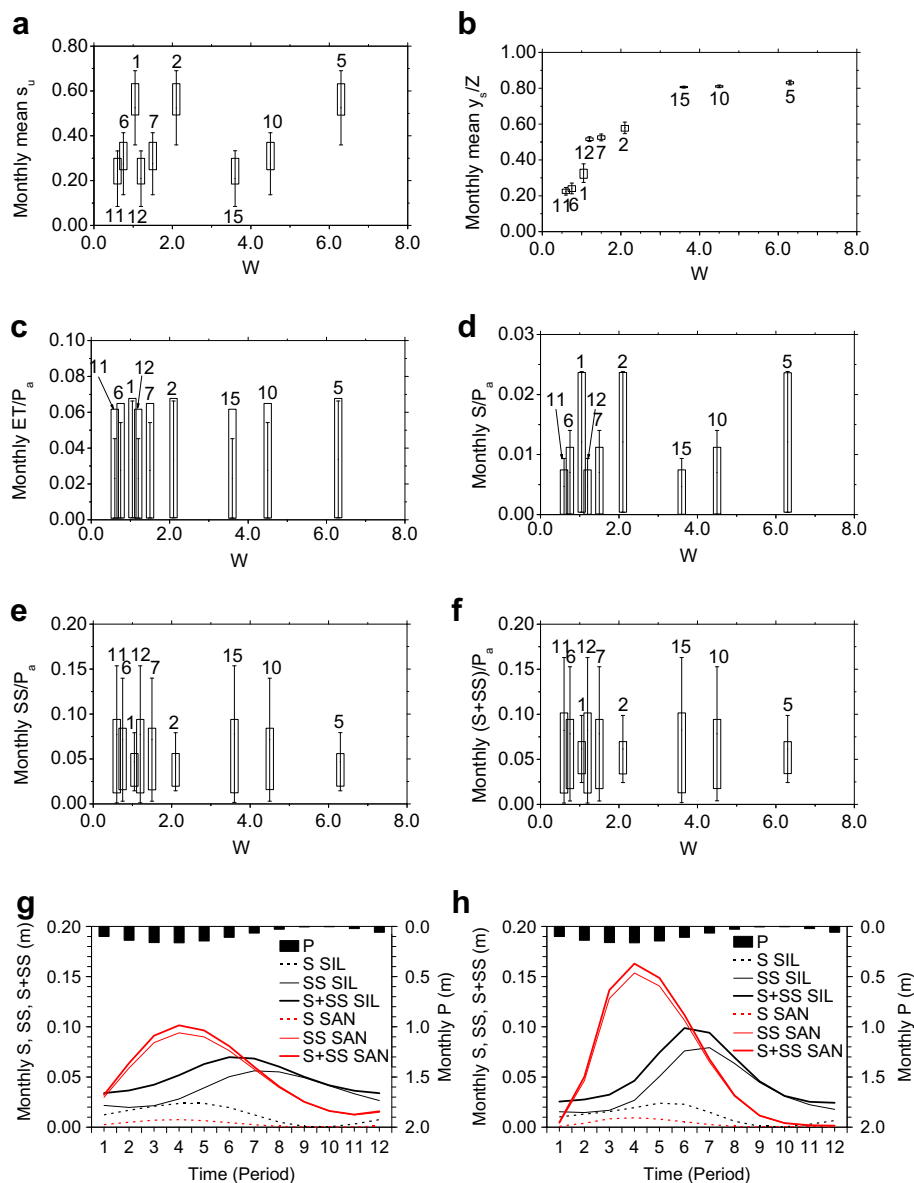 a
Monthly mean s_u
0.80
0.60
0.40
0.20
0.00
1
2
5
6
7
10
11
12
15
0.0 2.0 4.0 6.0 8.0
W
b
Monthly mean y_s/Z
1.00
0.80
0.60
0.40
0.20
0.00
15
10
5
12
7
2
1
11
6
0.0 2.0 4.0 6.0 8.0
W
c
Monthly ET/P_a
0.10
0.08
0.06
0.04
0.02
0.00
11
6
1
12
7
2
15
10
5
0.0 2.0 4.0 6.0 8.0
W
d
Monthly S/P_a
0.03
0.02
0.01
0.00
1
2
5
11
6
12
7
15
10
0.0 2.0 4.0 6.0 8.0
W
e
Monthly SS/P_a
0.20
0.15
0.10
0.05
0.00
11
12
6
7
1
2
15
10
5
0.0 2.0 4.0 6.0 8.0
W
f
Monthly (S+SS)/P_a
0.20
0.15
0.10
0.05
0.00
11
12
6
7
1
2
15
10
5
0.0 2.0 4.0 6.0 8.0
W
g
Monthly S, SS, S+SS (m)
0.20
0.15
0.10
0.05
0.00
P
S SIL
SS SIL
S+SS SIL
S SAN
SS SAN
S+SS SAN
0.0
0.5
1.0
1.5
2.0
Monthly P (m)
1 2 3 4 5 6 7 8 9 10 11 12
Time (Period)
h
Monthly S, SS, S+SS (m)
0.20
0.15
0.10
0.05
0.00
P
S SIL
SS SIL
S+SS SIL
S SAN
SS SAN
S+SS SAN
0.0
0.5
1.0
1.5
2.0
Monthly P (m)
1 2 3 4 5 6 7 8 9 10 11 12
Time (Period)